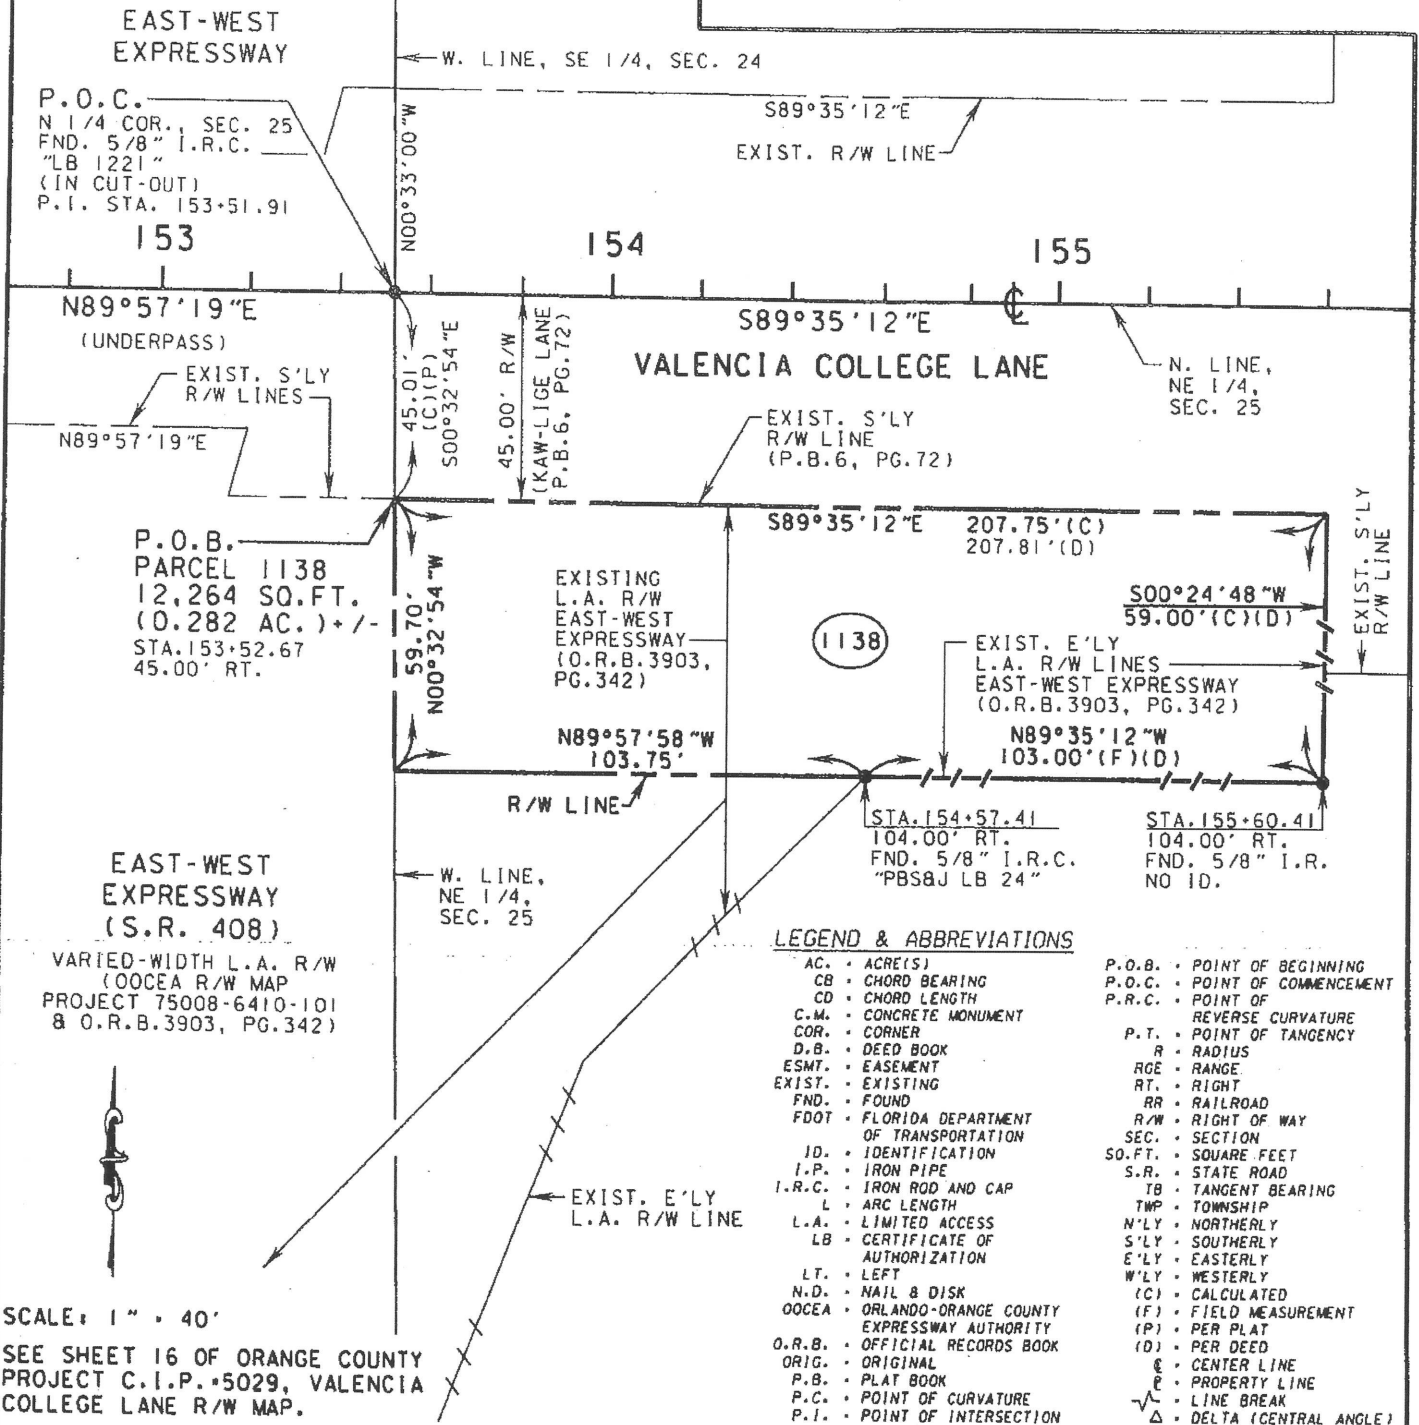 EAST-WEST
EXPRESSWAY
W. LINE, SE 1/4, SEC. 24
P.O.C.
N 1/4 COR., SEC. 25
FND. 5/8" I.R.C.
"LB 1221"
(IN CUT-OUT)
P.I. STA. 153+51.91
N00°33'00"W
S89°35'12"E
EXIST. R/W LINE
153
154
155
N89°57'19"E
(UNDERPASS)
S89°35'12"E
℄
VALENCIA COLLEGE LANE
N. LINE,
NE 1/4,
SEC. 25
EXIST. S'LY
R/W LINES
N89°57'19"E
45.01'
(C)(P)
S00°32'54"E
45.00' R/W
(KAW-LIGE LANE
P.B.6, PG.72)
EXIST. S'LY
R/W LINE
(P.B.6, PG.72)
S89°35'12"E
207.75'(C)
207.81'(D)
EXIST. S'LY
R/W LINE
P.O.B.
PARCEL 1138
12,264 SQ.FT.
(0.282 AC.)+/-
STA.153+52.67
45.00' RT.
59.70'
N00°32'54"W
EXISTING
L.A. R/W
EAST-WEST
EXPRESSWAY
(O.R.B.3903,
PG.342)
1138
S00°24'48"W
59.00'(C)(D)
EXIST. E'LY
L.A. R/W LINES
EAST-WEST EXPRESSWAY
(O.R.B.3903, PG.342)
N89°57'58"W
103.75'
N89°35'12"W
103.00'(F)(D)
R/W LINE
STA.154+57.41
104.00' RT.
FND. 5/8" I.R.C.
"PBS&J LB 24"
STA.155+60.41
104.00' RT.
FND. 5/8" I.R.
NO ID.
EAST-WEST
EXPRESSWAY
(S.R. 408)
VARIED-WIDTH L.A. R/W
(OOCEA R/W MAP
PROJECT 75008-6410-101
& O.R.B.3903, PG.342)
W. LINE,
NE 1/4,
SEC. 25
EXIST. E'LY
L.A. R/W LINE
SCALE: 1" = 40'
SEE SHEET 16 OF ORANGE COUNTY
PROJECT C.I.P.#5029, VALENCIA
COLLEGE LANE R/W MAP.
LEGEND & ABBREVIATIONS
AC. = ACRE(S)
CB = CHORD BEARING
CD = CHORD LENGTH
C.M. = CONCRETE MONUMENT
COR. = CORNER
D.B. = DEED BOOK
ESMT. = EASEMENT
EXIST. = EXISTING
FND. = FOUND
FDOT = FLORIDA DEPARTMENT
OF TRANSPORTATION
ID. = IDENTIFICATION
I.P. = IRON PIPE
I.R.C. = IRON ROD AND CAP
L = ARC LENGTH
L.A. = LIMITED ACCESS
LB = CERTIFICATE OF
AUTHORIZATION
LT. = LEFT
N.D. = NAIL & DISK
OOCEA = ORLANDO-ORANGE COUNTY
EXPRESSWAY AUTHORITY
O.R.B. = OFFICIAL RECORDS BOOK
ORIG. = ORIGINAL
P.B. = PLAT BOOK
P.C. = POINT OF CURVATURE
P.I. = POINT OF INTERSECTION
P.O.B. = POINT OF BEGINNING
P.O.C. = POINT OF COMMENCEMENT
P.R.C. = POINT OF
REVERSE CURVATURE
P.T. = POINT OF TANGENCY
R = RADIUS
RGE = RANGE
RT. = RIGHT
RR = RAILROAD
R/W = RIGHT OF WAY
SEC. = SECTION
SQ.FT. = SQUARE FEET
S.R. = STATE ROAD
TB = TANGENT BEARING
TWP = TOWNSHIP
N'LY = NORTHERLY
S'LY = SOUTHERLY
E'LY = EASTERLY
W'LY = WESTERLY
(C) = CALCULATED
(F) = FIELD MEASUREMENT
(P) = PER PLAT
(D) = PER DEED
℄ = CENTER LINE
⅊ = PROPERTY LINE
= LINE BREAK
Δ = DELTA (CENTRAL ANGLE)